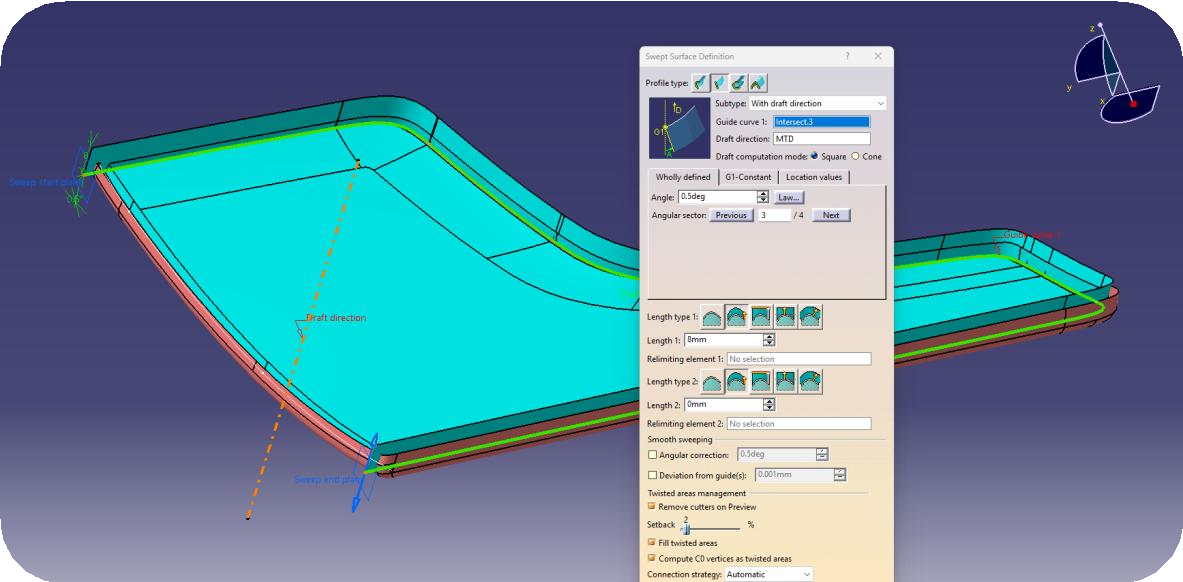 Swept Surface Definition
?
Profile type:
Subtype: With draft direction
Guide curve 1: Intersect.3
Draft direction: MTD
Draft computation mode: Square Cone
Wholly defined G1-Constant Location values
Angle: 0.5deg Law...
Angular sector: Previous 3 / 4 Next
Length type 1:
Length 1: 8mm
Relimiting element 1: No selection
Length type 2:
Length 2: 0mm
Relimiting element 2: No selection
Smooth sweeping
Angular correction: 0.5deg
Deviation from guide(s): 0.001mm
Twisted areas management
Remove cutters on Preview
Setback 2 %
Fill twisted areas
Compute C0 vertices as twisted areas
Connection strategy: Automatic
D
G1
A
Sweep start plan
Draft direction
Sweep end plan
z
y
x